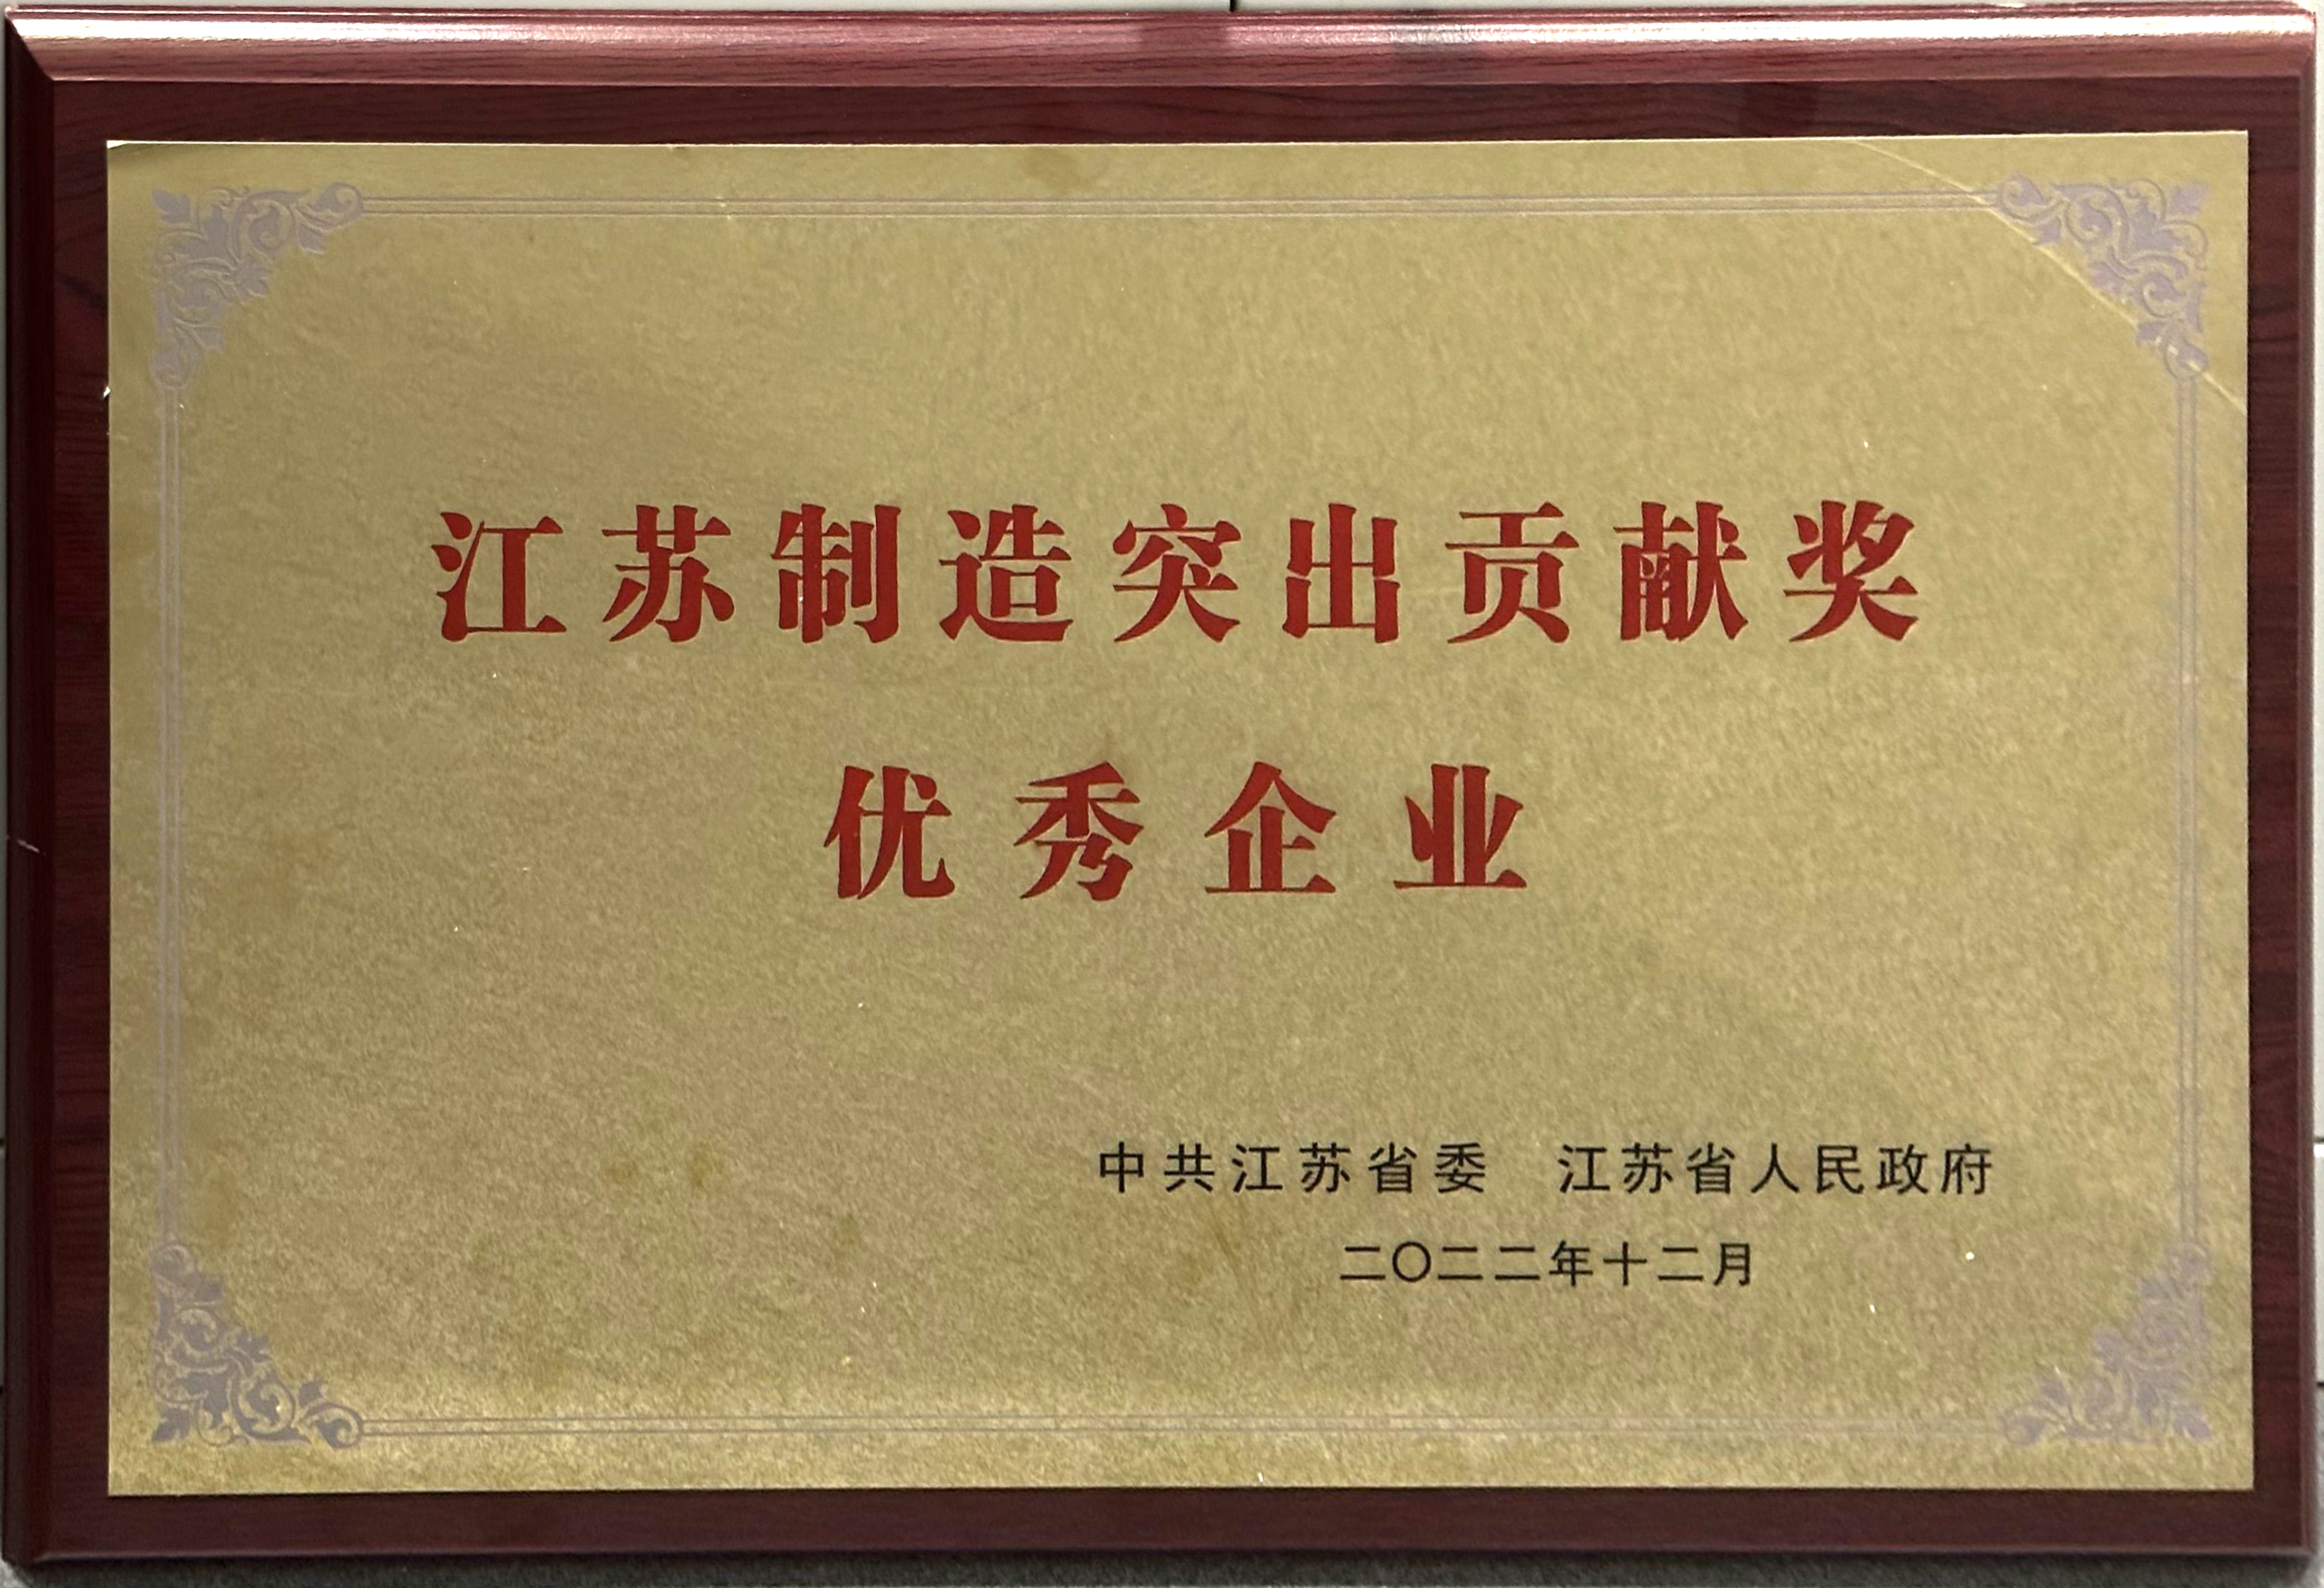 江苏制造突出贡献奖
优秀企业
中共江苏省委 江苏省人民政府
二〇二二年十二月